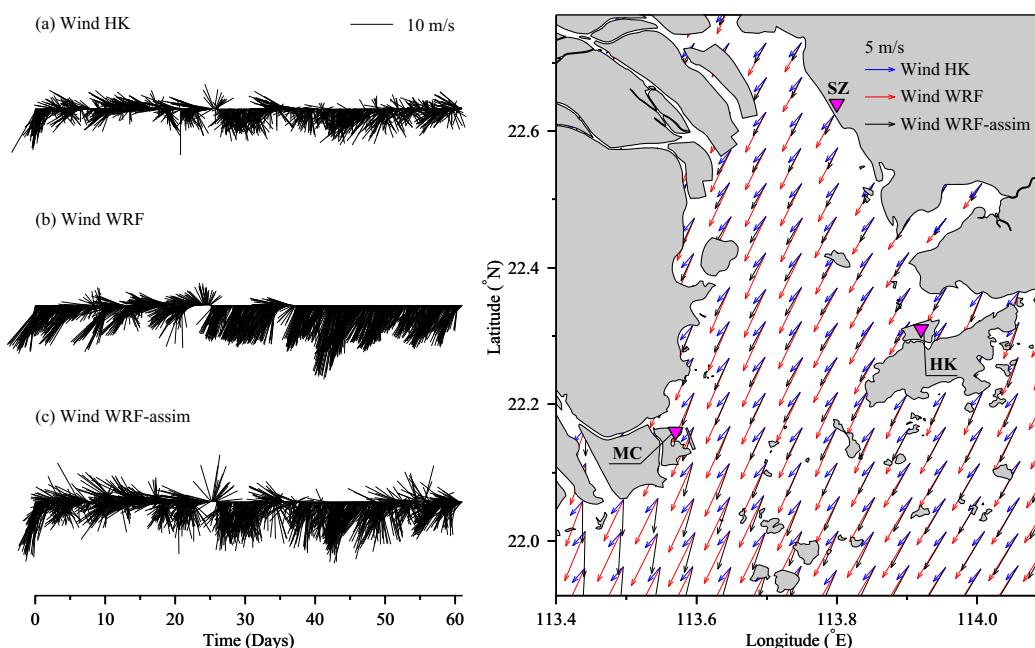 (a) Wind HK
10 m/s
(b) Wind WRF
(c) Wind WRF-assim
0 10 20 30 40 50 60
Time (Days)
5 m/s
Wind HK
Wind WRF
Wind WRF-assim
SZ
HK
MC
22.6
22.4
22.2
22.0
Latitude (°N)
113.4 113.6 113.8 114.0
Longitude (°E)